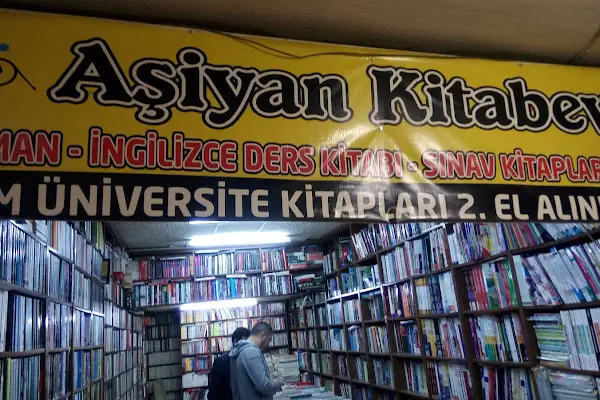 Aşiyan Kitabev
MAN - İNGİLİZCE DERS KİTABI - SINAV KİTAPLAR
M ÜNİVERSİTE KİTAPLARI 2. EL ALIN